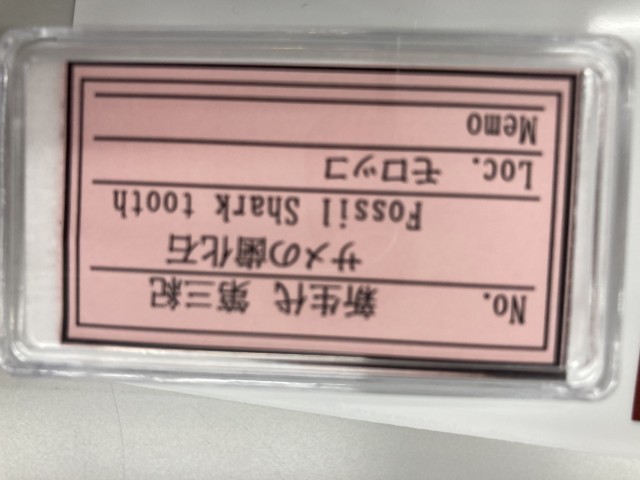 No. 新生代 第三紀
サメの歯化石
Fossil Shark tooth
Loc. モロッコ
Memo